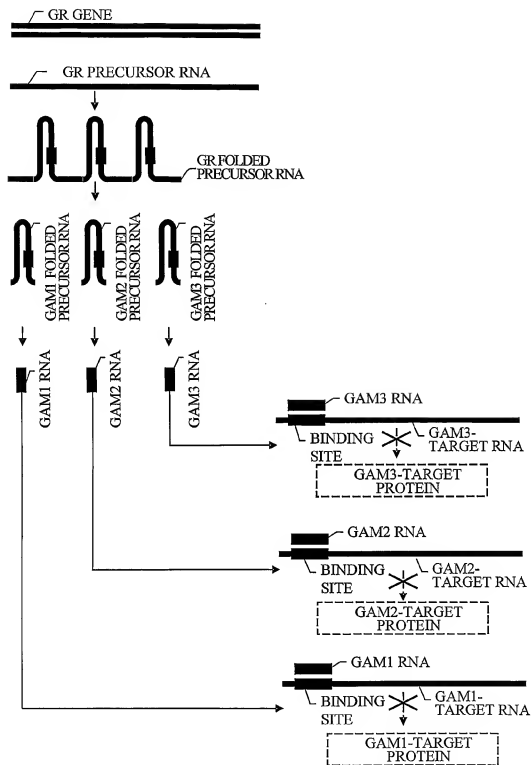 GR GENE
GR PRECURSOR RNA
GR FOLDED
PRECURSOR RNA
GAM1 FOLDED
PRECURSOR RNA
GAM2 FOLDED
PRECURSOR RNA
GAM3 FOLDED
PRECURSOR RNA
GAM1 RNA
GAM2 RNA
GAM3 RNA
GAM3 RNA
BINDING
SITE
GAM3-
TARGET RNA
GAM3-TARGET
PROTEIN
GAM2 RNA
BINDING
SITE
GAM2-
TARGET RNA
GAM2-TARGET
PROTEIN
GAM1 RNA
BINDING
SITE
GAM1-
TARGET RNA
GAM1-TARGET
PROTEIN